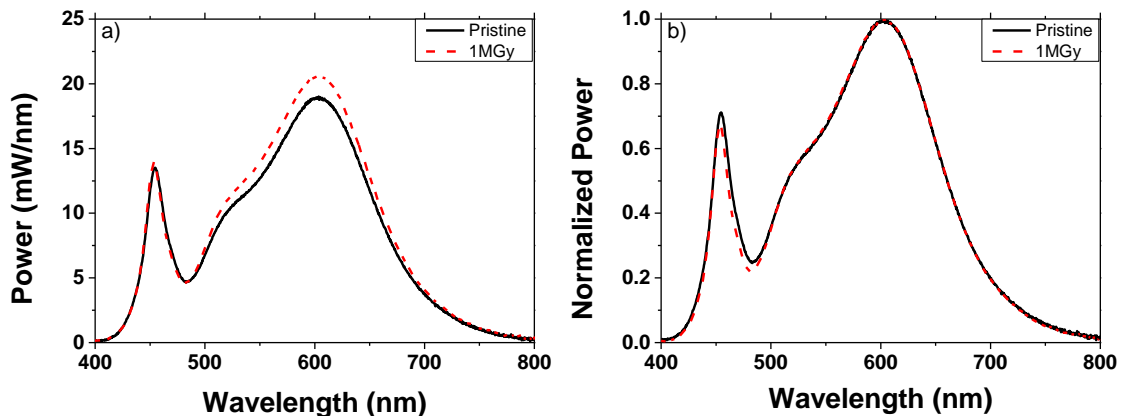 a)
Pristine
1MGy
25
20
15
10
5
0
400 500 600 700 800
Power (mW/nm)
Wavelength (nm)
b)
Pristine
1MGy
1.0
0.8
0.6
0.4
0.2
0.0
400 500 600 700 800
Normalized Power
Wavelength (nm)